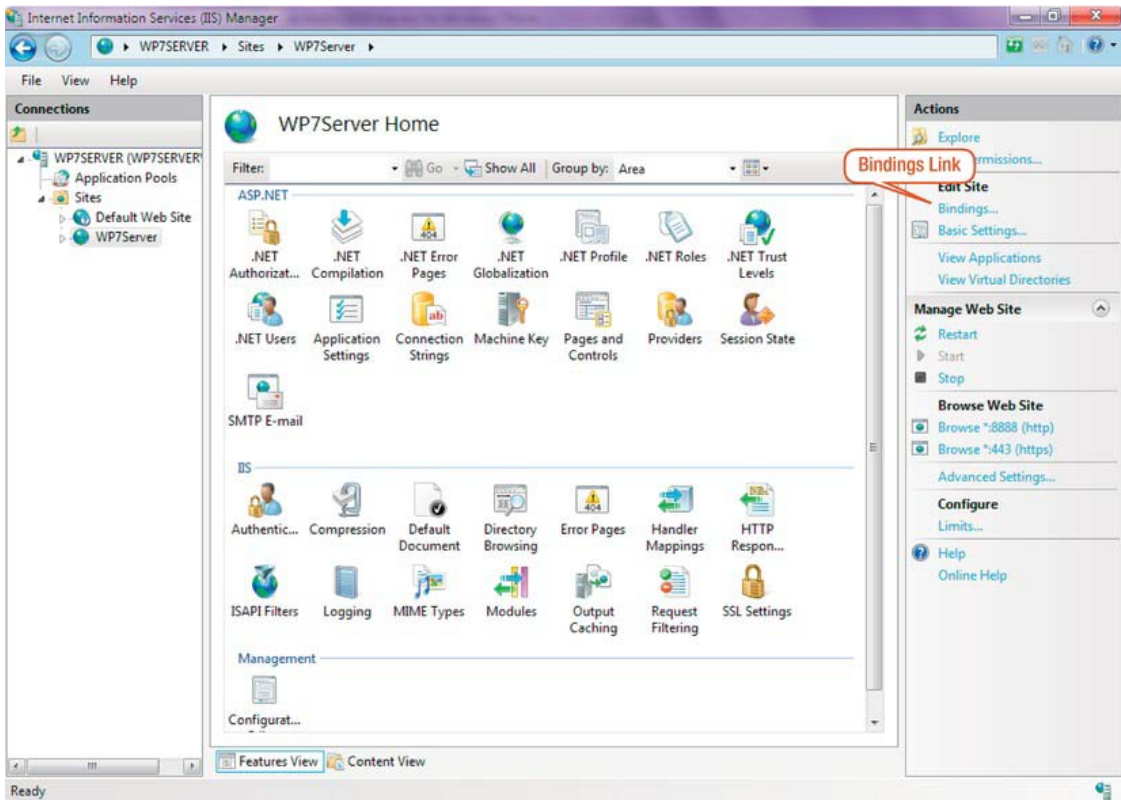 Internet Information Services (IIS) Manager
WP7SERVER Sites WP7Server
File View Help
Connections
WP7SERVER (WP7SERVER
Application Pools
Sites
Default Web Site
WP7Server
WP7Server Home
Filter: Go Show All Group by: Area
ASP.NET
.NET Authorizat...
.NET Compilation
.NET Error Pages
.NET Globalization
.NET Profile
.NET Roles
.NET Trust Levels
.NET Users
Application Settings
Connection Strings
Machine Key
Pages and Controls
Providers
Session State
SMTP E-mail
IIS
Authentic...
Compression
Default Document
Directory Browsing
Error Pages
Handler Mappings
HTTP Respon...
ISAPI Filters
Logging
MIME Types
Modules
Output Caching
Request Filtering
SSL Settings
Management
Configurat...
Features View
Content View
Ready
Actions
Explore
Bindings Link
Edit Site
Bindings...
Basic Settings...
View Applications
View Virtual Directories
Manage Web Site
Restart
Start
Stop
Browse Web Site
Browse *:8888 (http)
Browse *:443 (https)
Advanced Settings...
Configure
Limits...
Help
Online Help